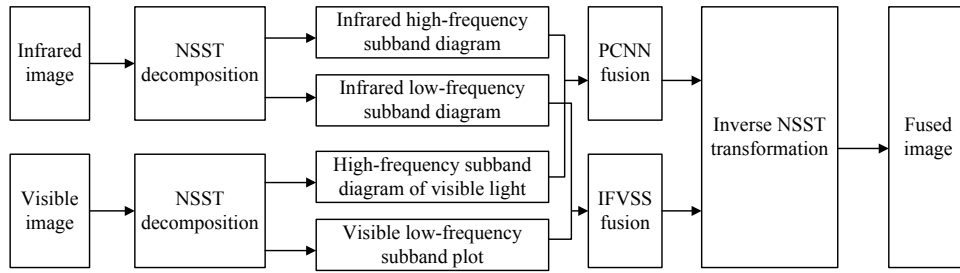 Infrared
image
NSST
decomposition
Infrared high-frequency
subband diagram
Infrared low-frequency
subband diagram
PCNN
fusion
Visible
image
NSST
decomposition
High-frequency subband
diagram of visible light
Visible low-frequency
subband plot
IFVSS
fusion
Inverse NSST
transformation
Fused
image